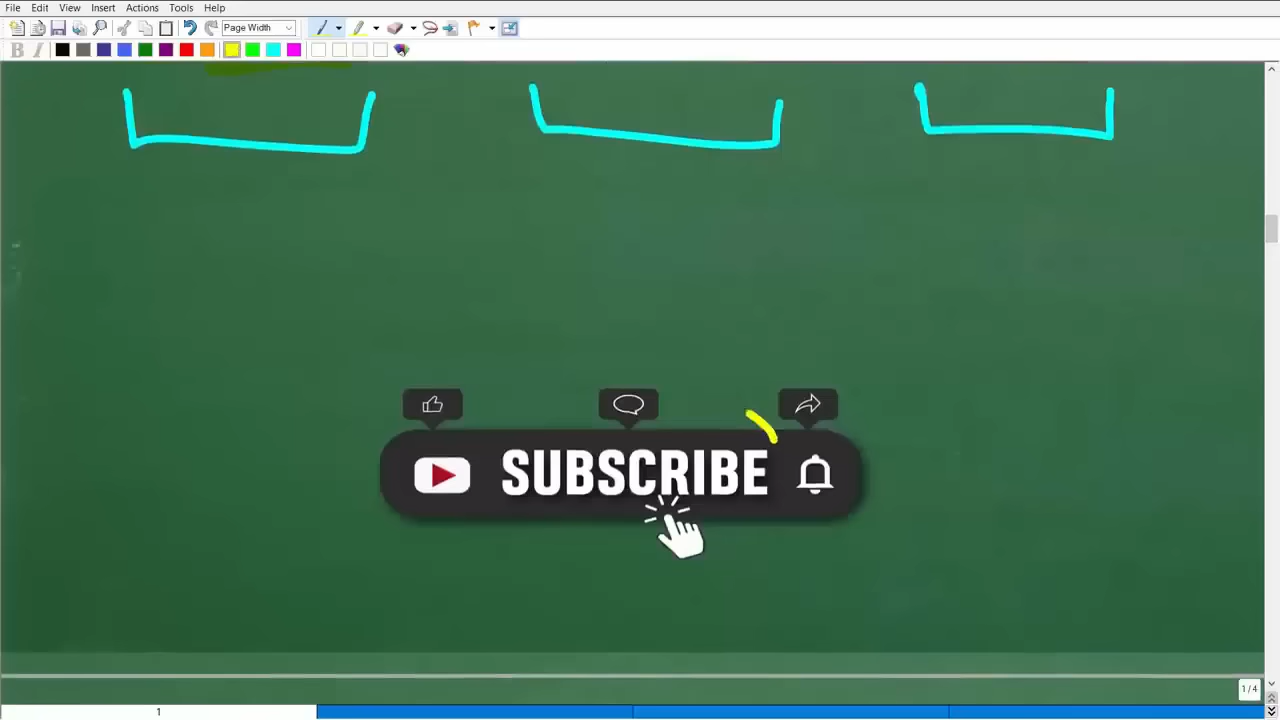 File Edit View Insert Actions Tools Help
Page Width
B I
SUBSCRIBE
1/4
1